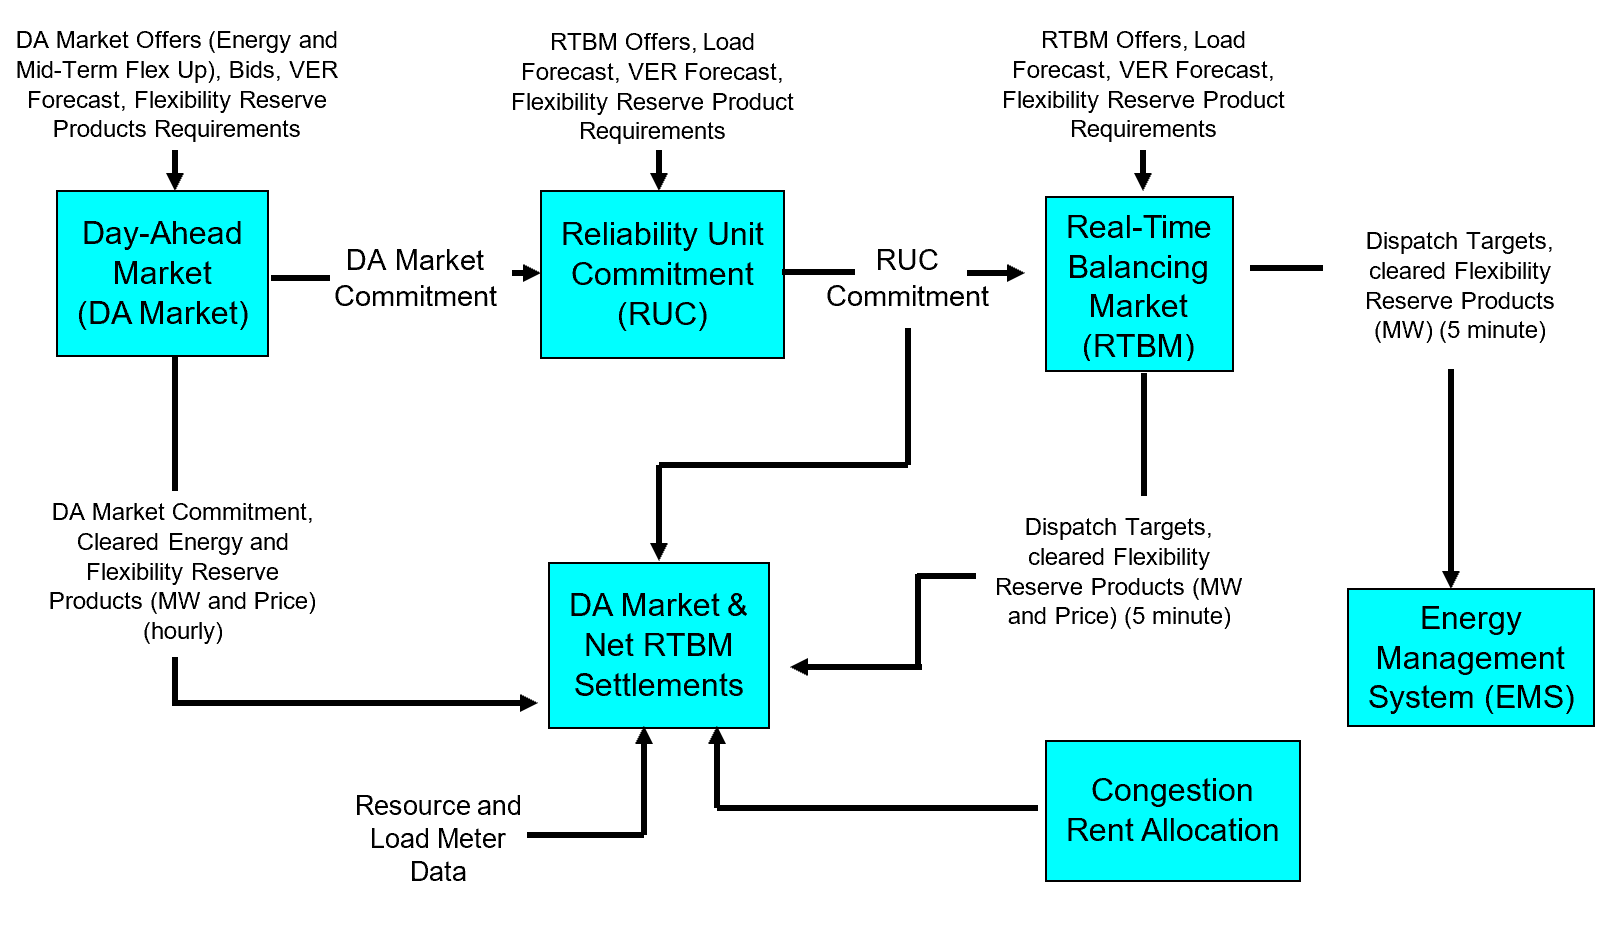 DA Market Offers (Energy and
Mid-Term Flex Up), Bids, VER
Forecast, Flexibility Reserve
Products Requirements
RTBM Offers, Load
Forecast, VER Forecast,
Flexibility Reserve Product
Requirements
RTBM Offers, Load
Forecast, VER Forecast,
Flexibility Reserve Product
Requirements
Day-Ahead
Market
(DA Market)
DA Market
Commitment
Reliability Unit
Commitment
(RUC)
RUC
Commitment
Real-Time
Balancing
Market
(RTBM)
Dispatch Targets,
cleared Flexibility
Reserve Products
(MW) (5 minute)
DA Market Commitment,
Cleared Energy and
Flexibility Reserve
Products (MW and Price)
(hourly)
DA Market &
Net RTBM
Settlements
Dispatch Targets,
cleared Flexibility
Reserve Products (MW
and Price) (5 minute)
Energy
Management
System (EMS)
Resource and
Load Meter
Data
Congestion
Rent Allocation